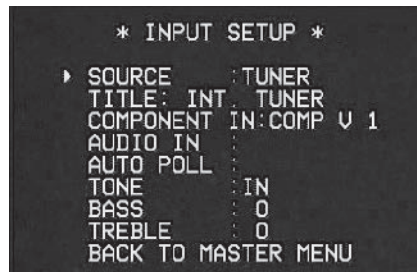 * INPUT SETUP *
SOURCE :TUNER
TITLE: INT. TUNER
COMPONENT IN:COMP V 1
AUDIO IN :
AUTO POLL :
TONE :IN
BASS : 0
TREBLE : 0
BACK TO MASTER MENU